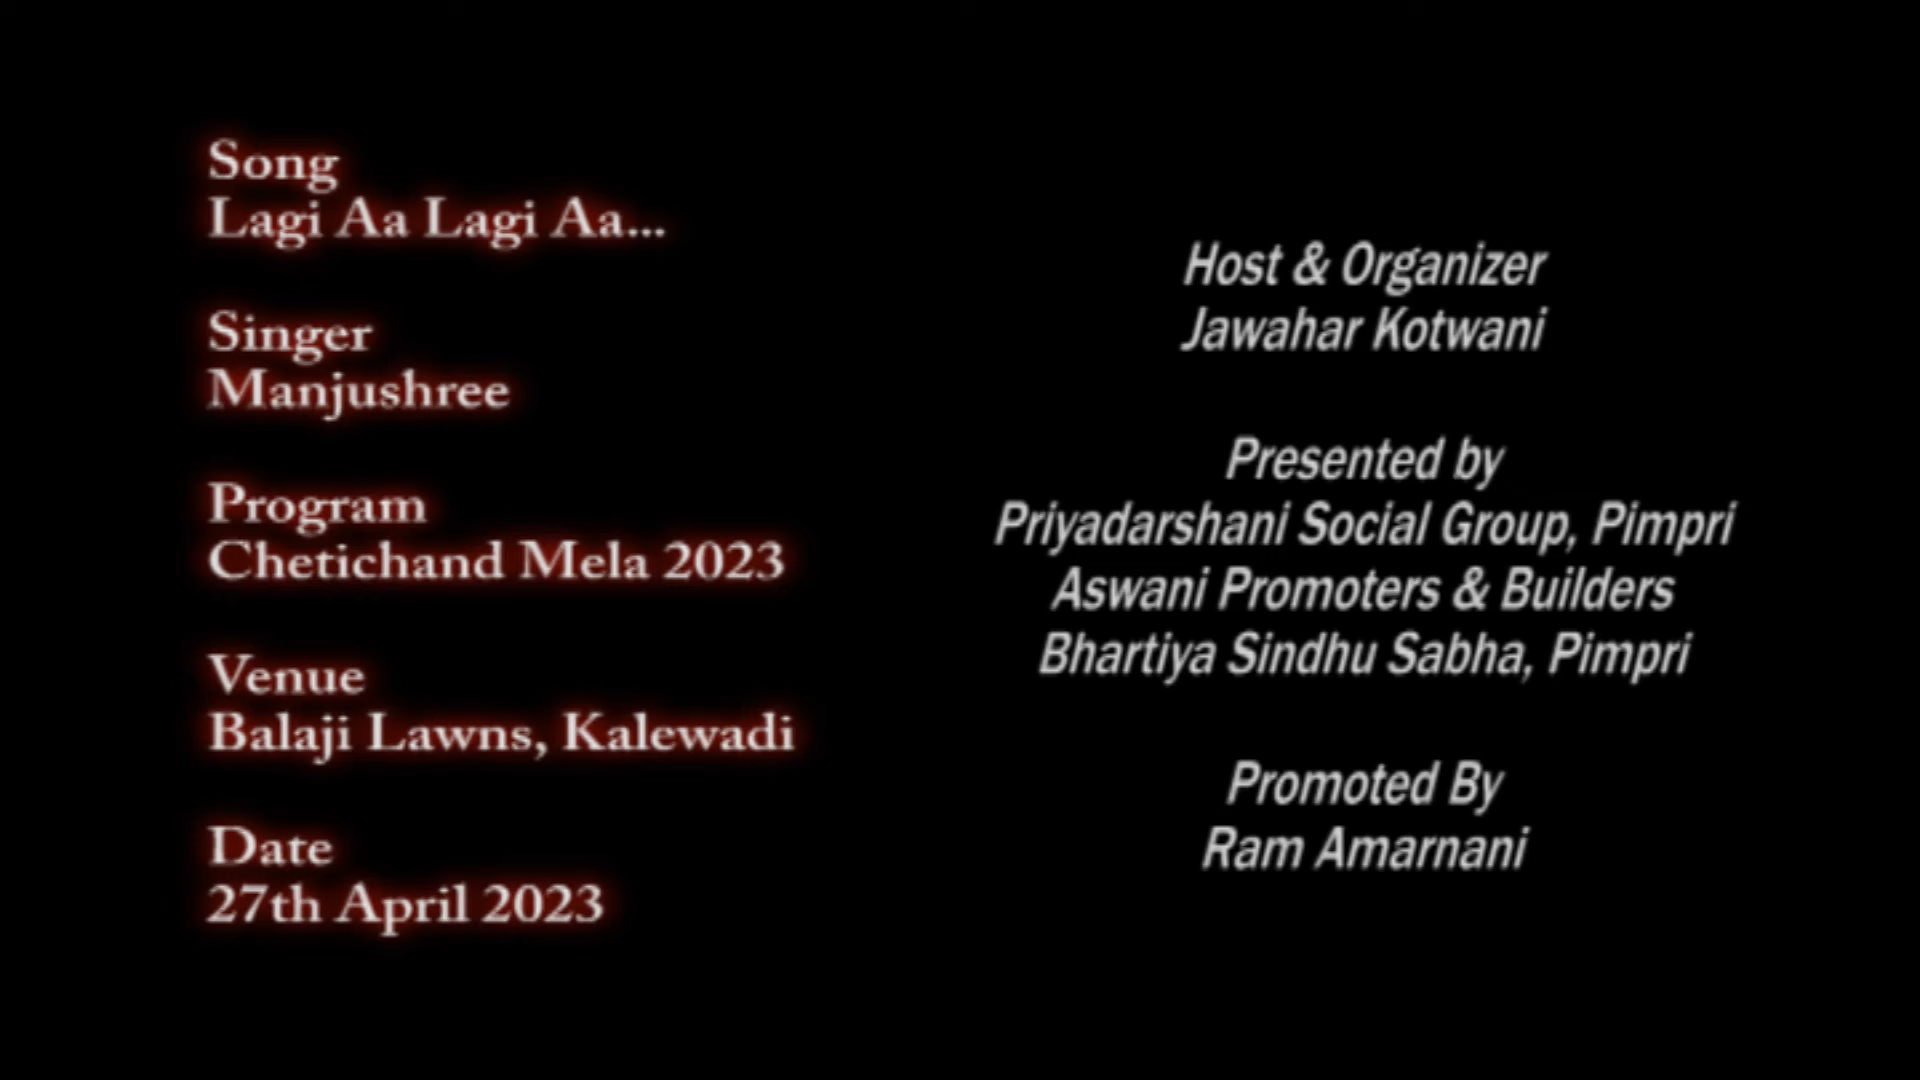 Song
Lagi Aa Lagi Aa...
Singer
Manjushree
Program
Chetichand Mela 2023
Venue
Balaji Lawns, Kalewadi
Date
27th April 2023
Host & Organizer
Jawahar Kotwani
Presented by
Priyadarshani Social Group, Pimpri
Aswani Promoters & Builders
Bhartiya Sindhu Sabha, Pimpri
Promoted By
Ram Amarnani